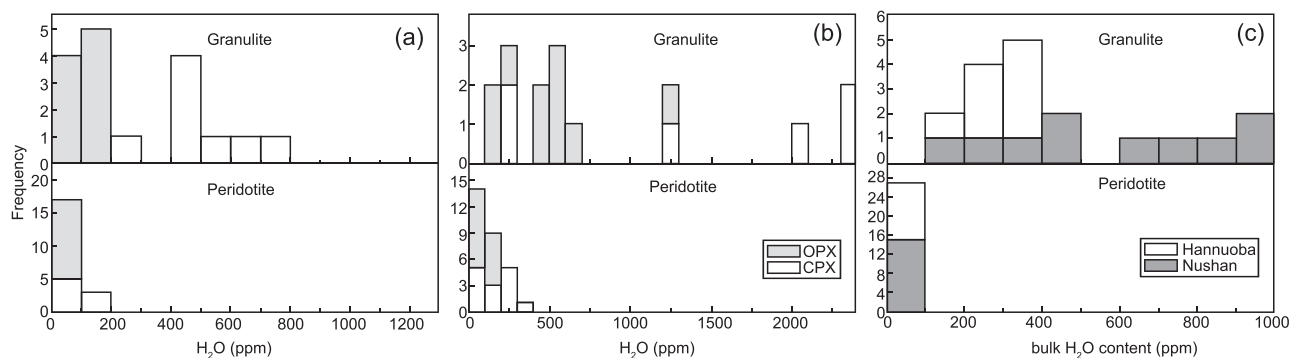 (a)
Granulite
5
4
3
2
1
0
Peridotite
20
15
10
5
0
Frequency
0 200 400 600 800 1000 1200
H₂O (ppm)
(b)
Granulite
3
2
1
0
Peridotite
15
12
9
6
3
0
OPX
CPX
0 500 1000 1500 2000
H₂O (ppm)
(c)
Granulite
6
5
4
3
2
1
0
Peridotite
28
24
20
16
12
8
4
0
Hannuoba
Nushan
0 200 400 600 800 1000
bulk H₂O content (ppm)